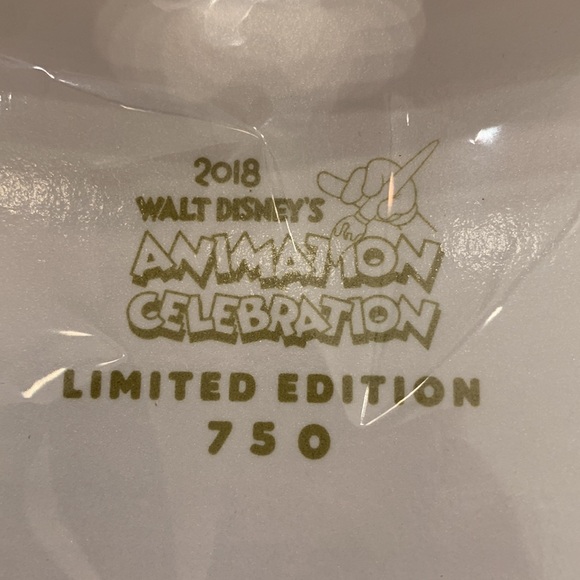 2018
WALT DISNEY'S
ANIMATION
CELEBRATION
LIMITED EDITION
750